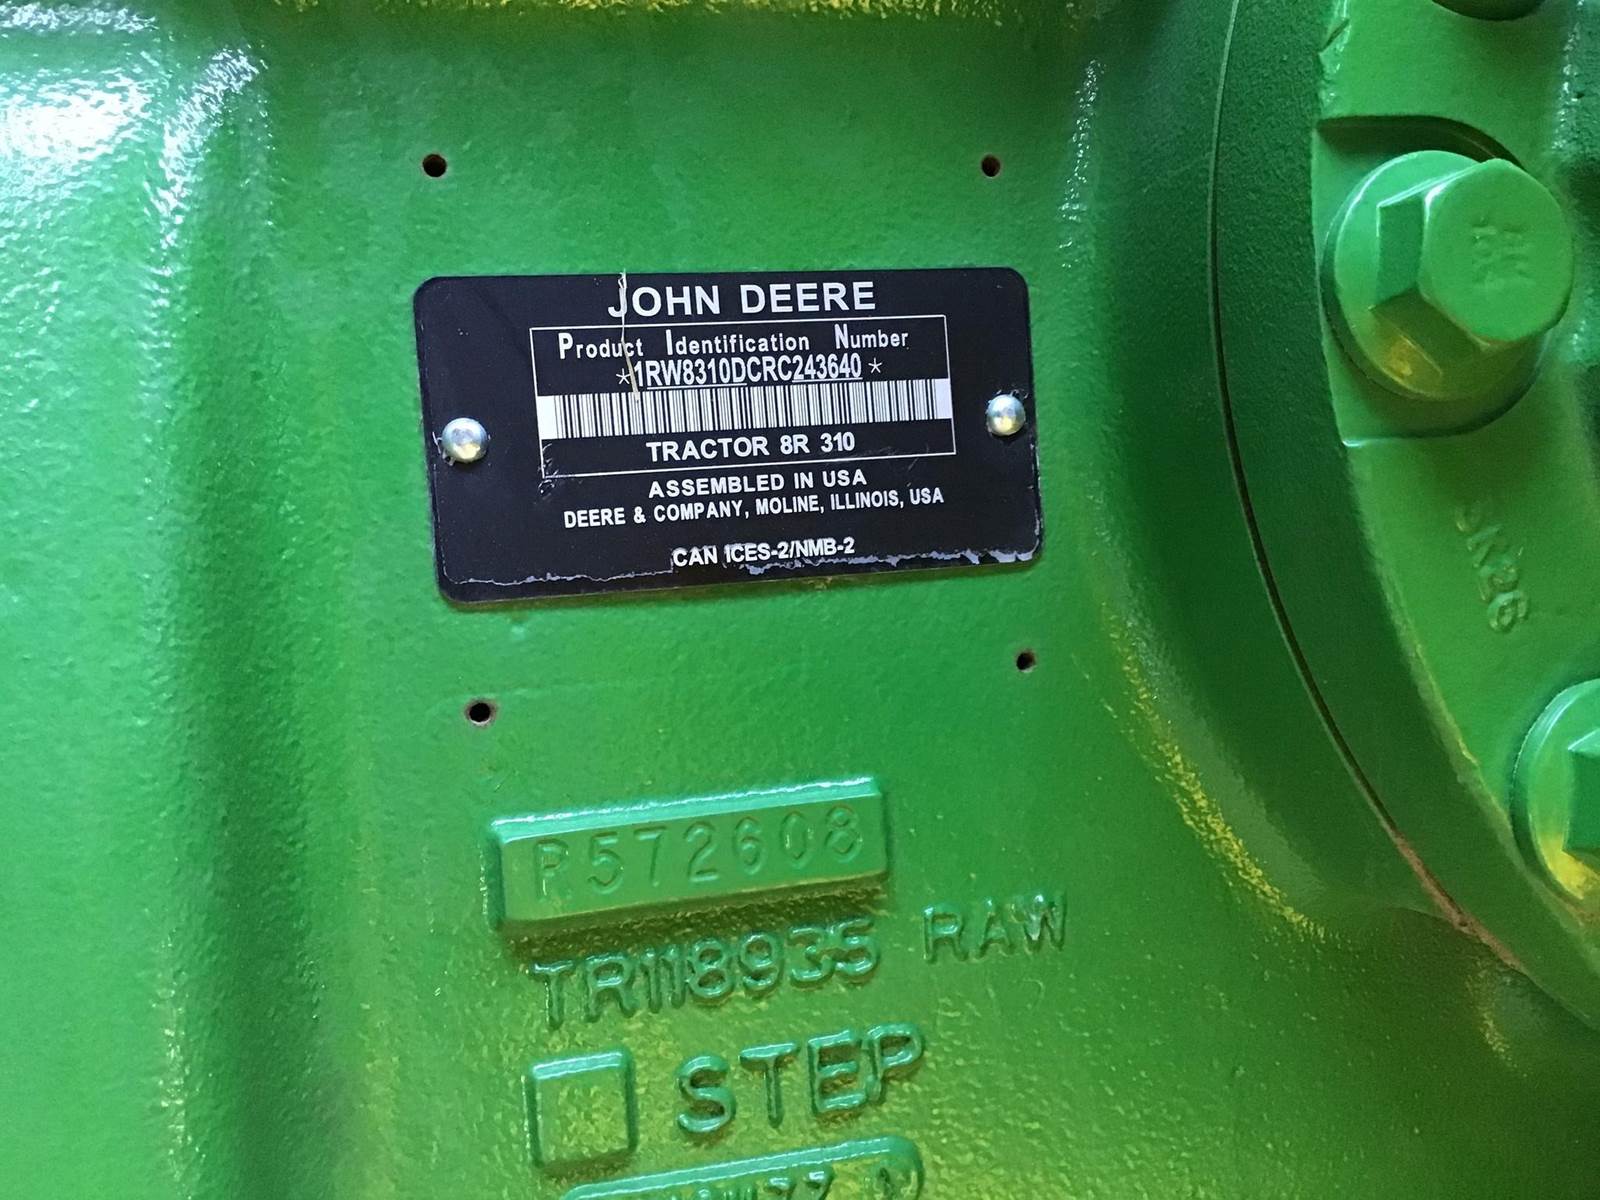 JOHN DEERE
Product Identification Number
*1RW8310DCRC243640*
TRACTOR 8R 310
ASSEMBLED IN USA
DEERE & COMPANY, MOLINE, ILLINOIS, USA
CAN ICES-2/NMB-2
P572608
TR118935 RAW
STEP